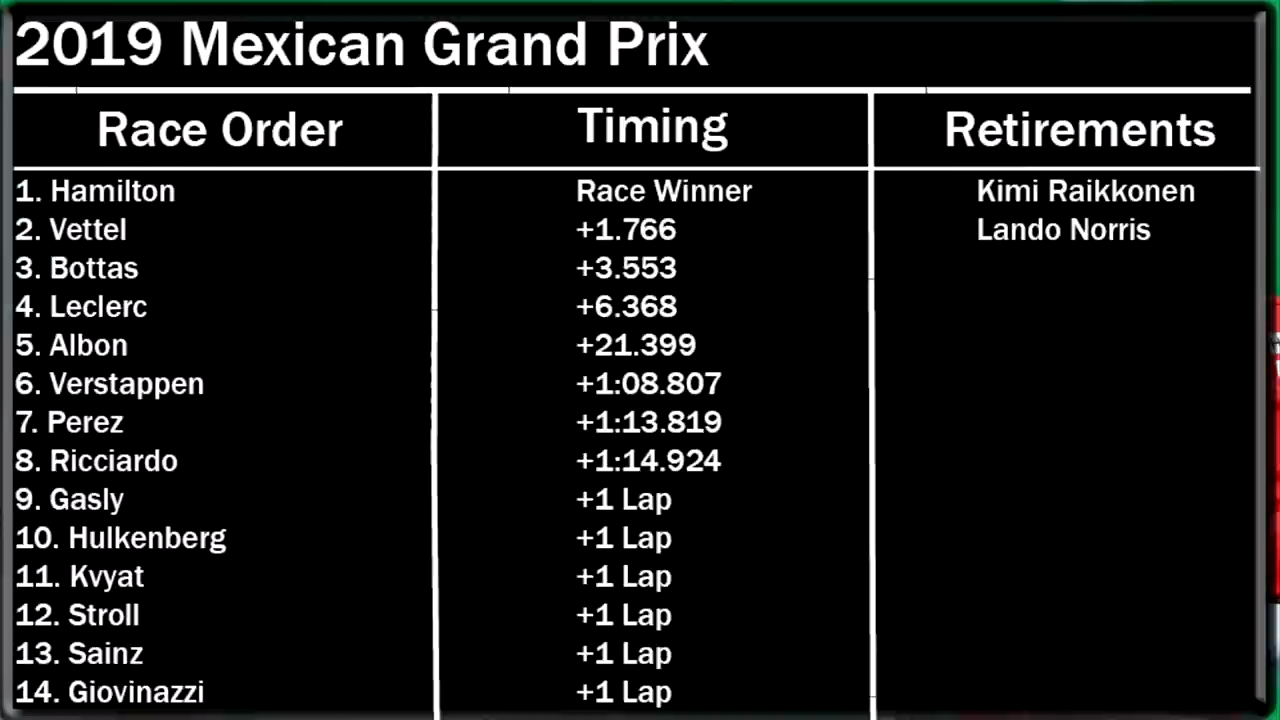 2019 Mexican Grand Prix
Race Order Timing Retirements
1. Hamilton Race Winner Kimi Raikkonen
2. Vettel +1.766 Lando Norris
3. Bottas +3.553
4. Leclerc +6.368
5. Albon +21.399
6. Verstappen +1:08.807
7. Perez +1:13.819
8. Ricciardo +1:14.924
9. Gasly +1 Lap
10. Hulkenberg +1 Lap
11. Kvyat +1 Lap
12. Stroll +1 Lap
13. Sainz +1 Lap
14. Giovinazzi +1 Lap